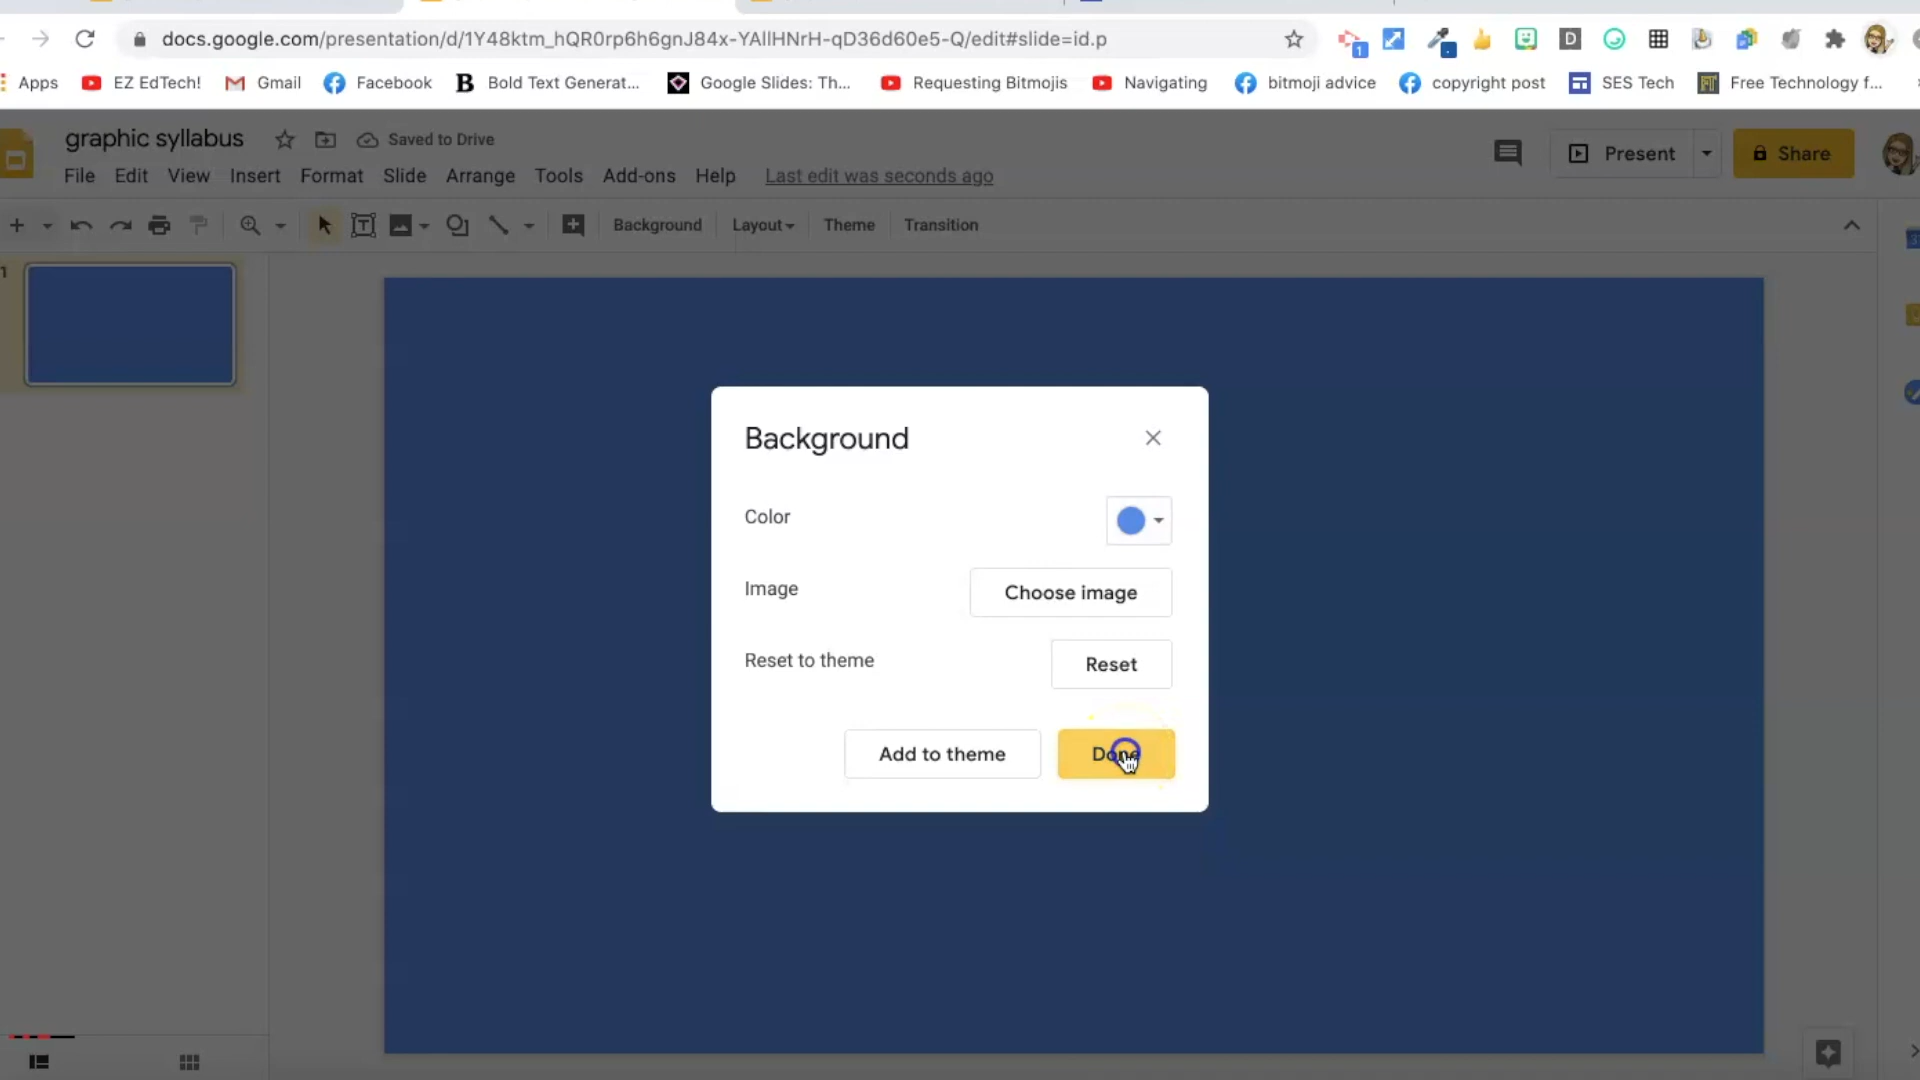 docs.google.com/presentation/d/1Y48ktm_hQR0rp6h6gnJ84x-YAllHNrH-qD36d60e5-Q/edit#slide=id.p
1
D
Apps EZ EdTech! Gmail Facebook B Bold Text Generat... Google Slides: Th... Requesting Bitmojis Navigating bitmoji advice copyright post SES Tech Free Technology f...
graphic syllabus Saved to Drive
Present Share
File Edit View Insert Format Slide Arrange Tools Add-ons Help Last edit was seconds ago
Background Layout Theme Transition
1
Background
Color
Image Choose image
Reset to theme Reset
Add to theme Done